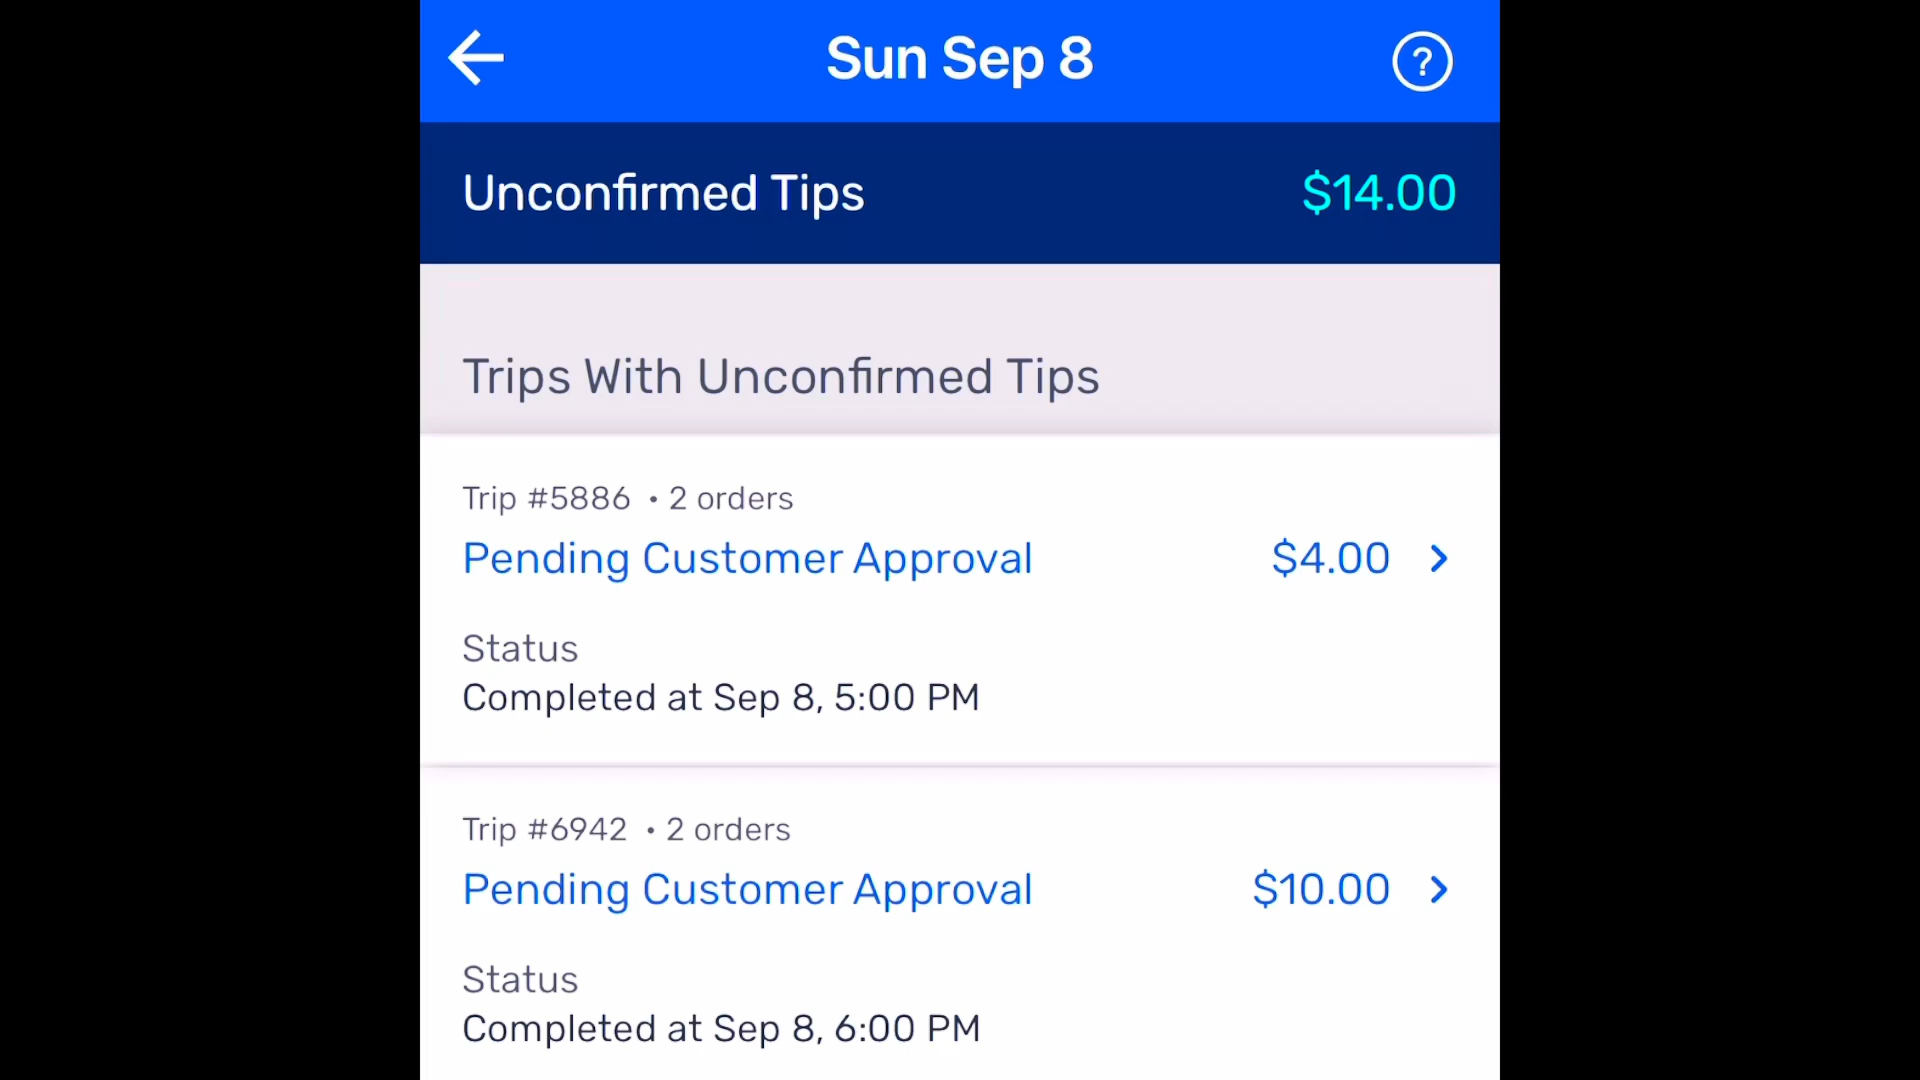 Sun Sep 8
?
Unconfirmed Tips $14.00
Trips With Unconfirmed Tips
Trip #5886 • 2 orders
Pending Customer Approval $4.00
Status
Completed at Sep 8, 5:00 PM
Trip #6942 • 2 orders
Pending Customer Approval $10.00
Status
Completed at Sep 8, 6:00 PM